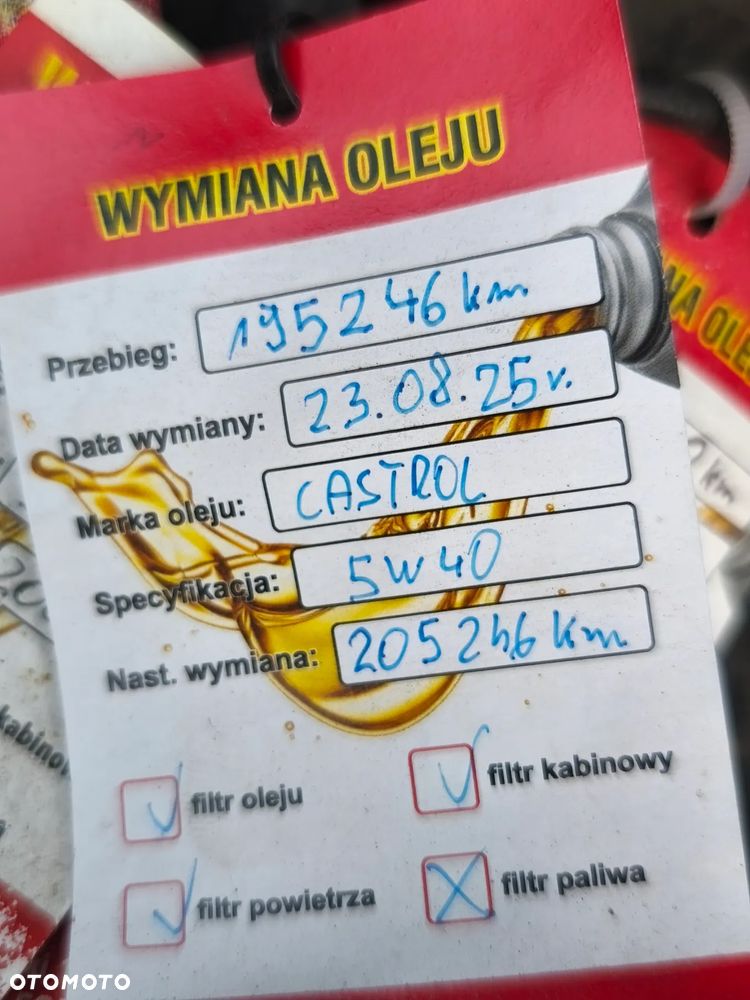 WYMIANA OLEJU
Przebieg: 195246 km
Data wymiany: 23.08.25r.
Marka oleju: CASTROL
Specyfikacja: 5W40
Nast. wymiana: 205246 km
filtr oleju
filtr kabinowy
filtr powietrza
filtr paliwa
OTOMOTO